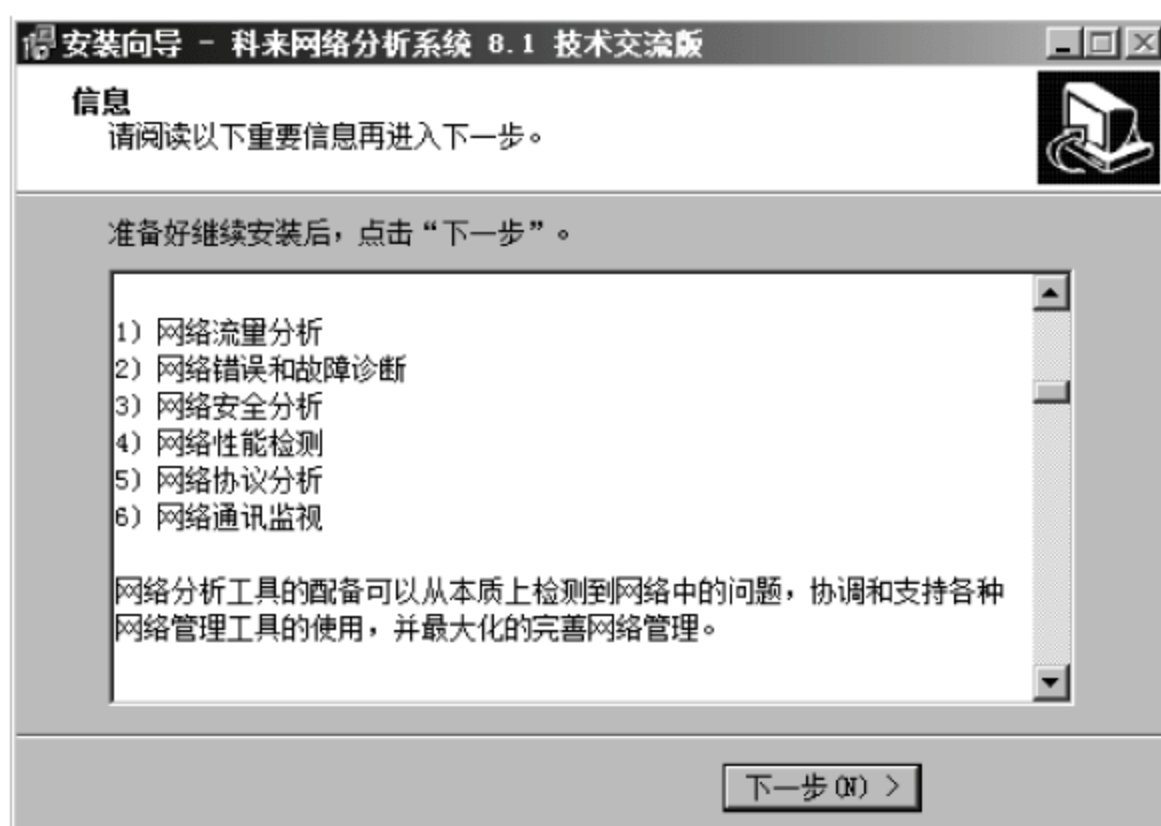 安装向导 - 科来网络分析系统 8.1 技术交流版
信息
请阅读以下重要信息再进入下一步。
准备好继续安装后，点击“下一步”。
1) 网络流量分析
2) 网络错误和故障诊断
3) 网络安全分析
4) 网络性能检测
5) 网络协议分析
6) 网络通讯监视
网络分析工具的配备可以从本质上检测到网络中的问题，协调和支持各种
网络管理工具的使用，并最大化的完善网络管理。
下一步(N) >